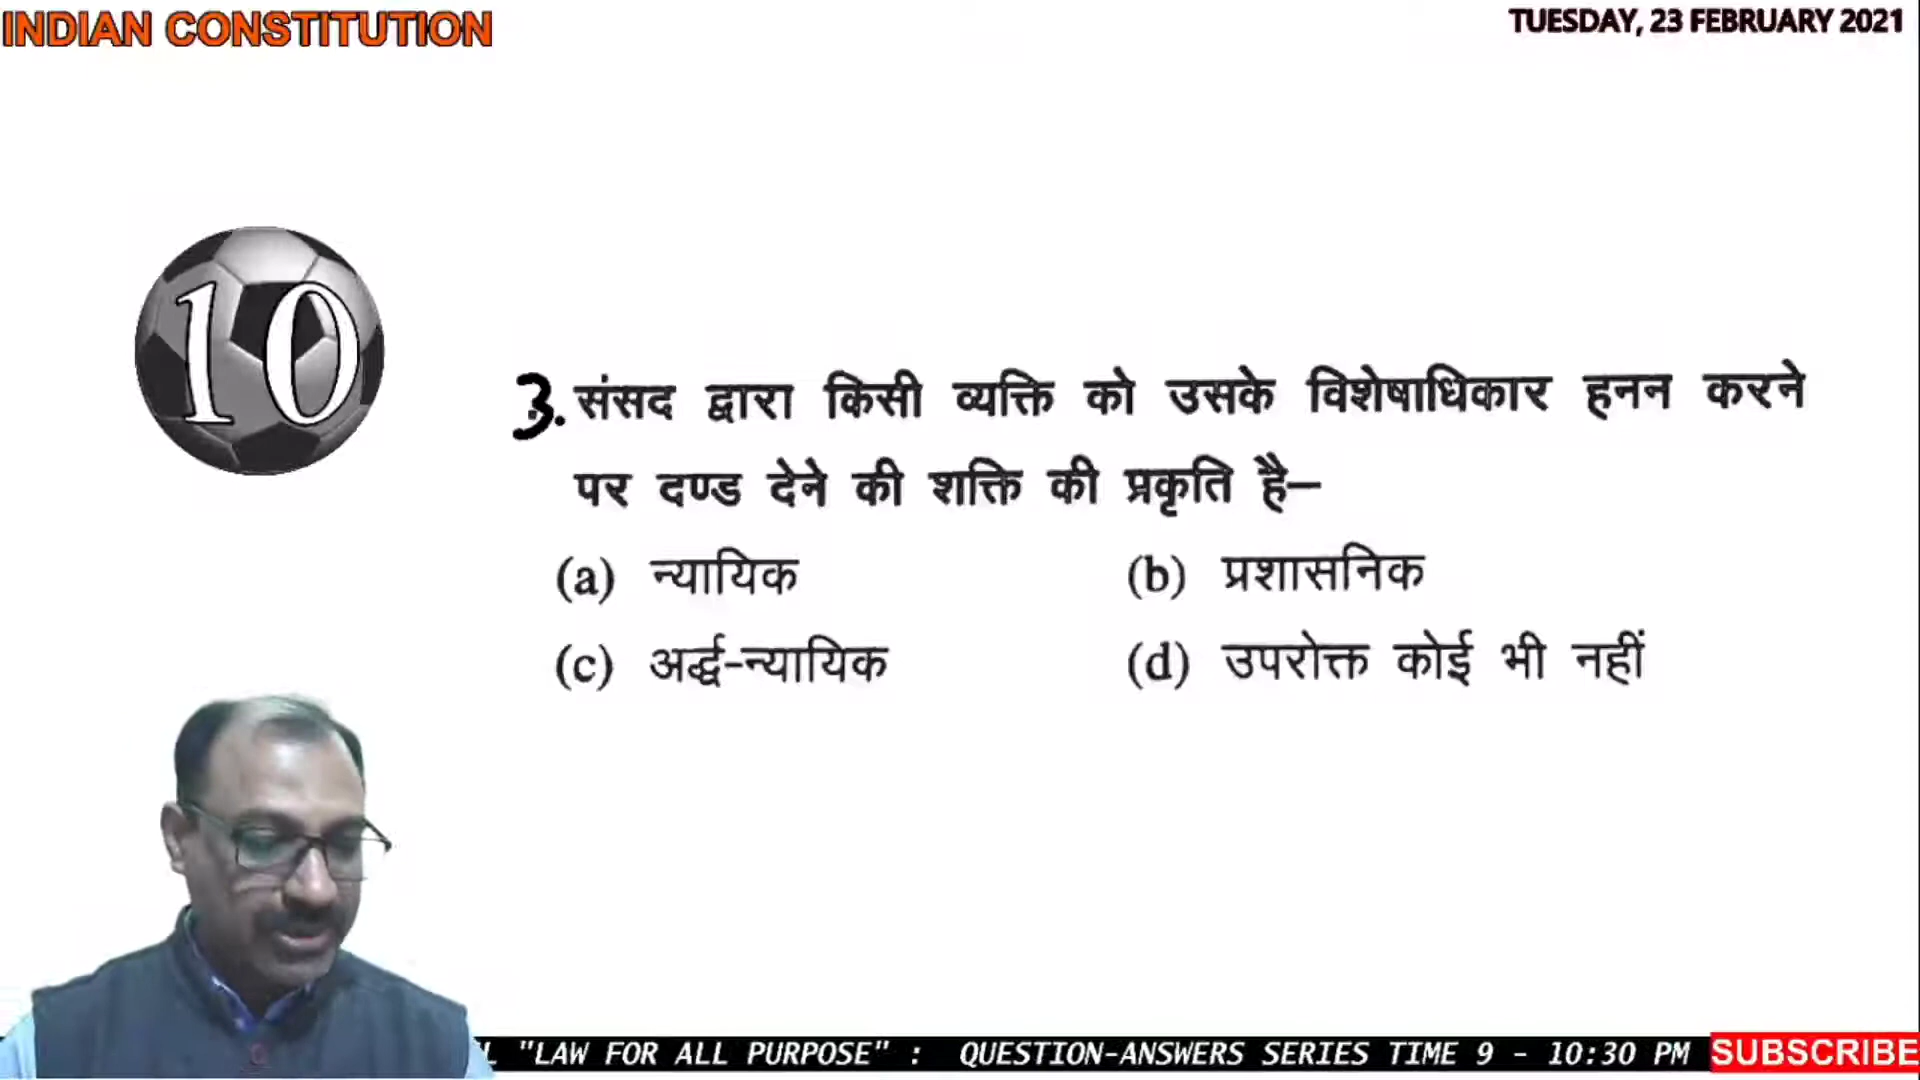 INDIAN CONSTITUTION
TUESDAY, 23 FEBRUARY 2021
10
3. संसद द्वारा किसी व्यक्ति को उसके विशेषाधिकार हनन करने
पर दण्ड देने की शक्ति की प्रकृति है–
(a) न्यायिक (b) प्रशासनिक
(c) अर्द्ध-न्यायिक (d) उपरोक्त कोई भी नहीं
"LAW FOR ALL PURPOSE" : QUESTION-ANSWERS SERIES TIME 9 - 10:30 PM
SUBSCRIBE